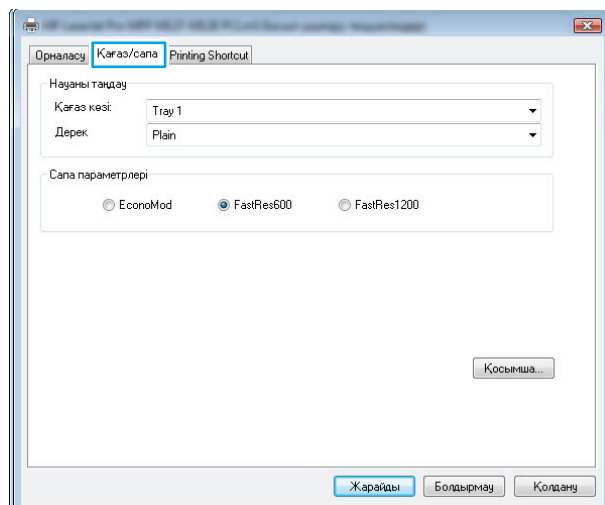 Орналасу Қағаз/сапа Printing Shortcut
Науаны таңдау
Қағаз көзі: Tray 1
Дерек Plain
Сапа параметрлері
EconoMod FastRes600 FastRes1200
Қосымша...
Жарайды Болдырмау Қолдану